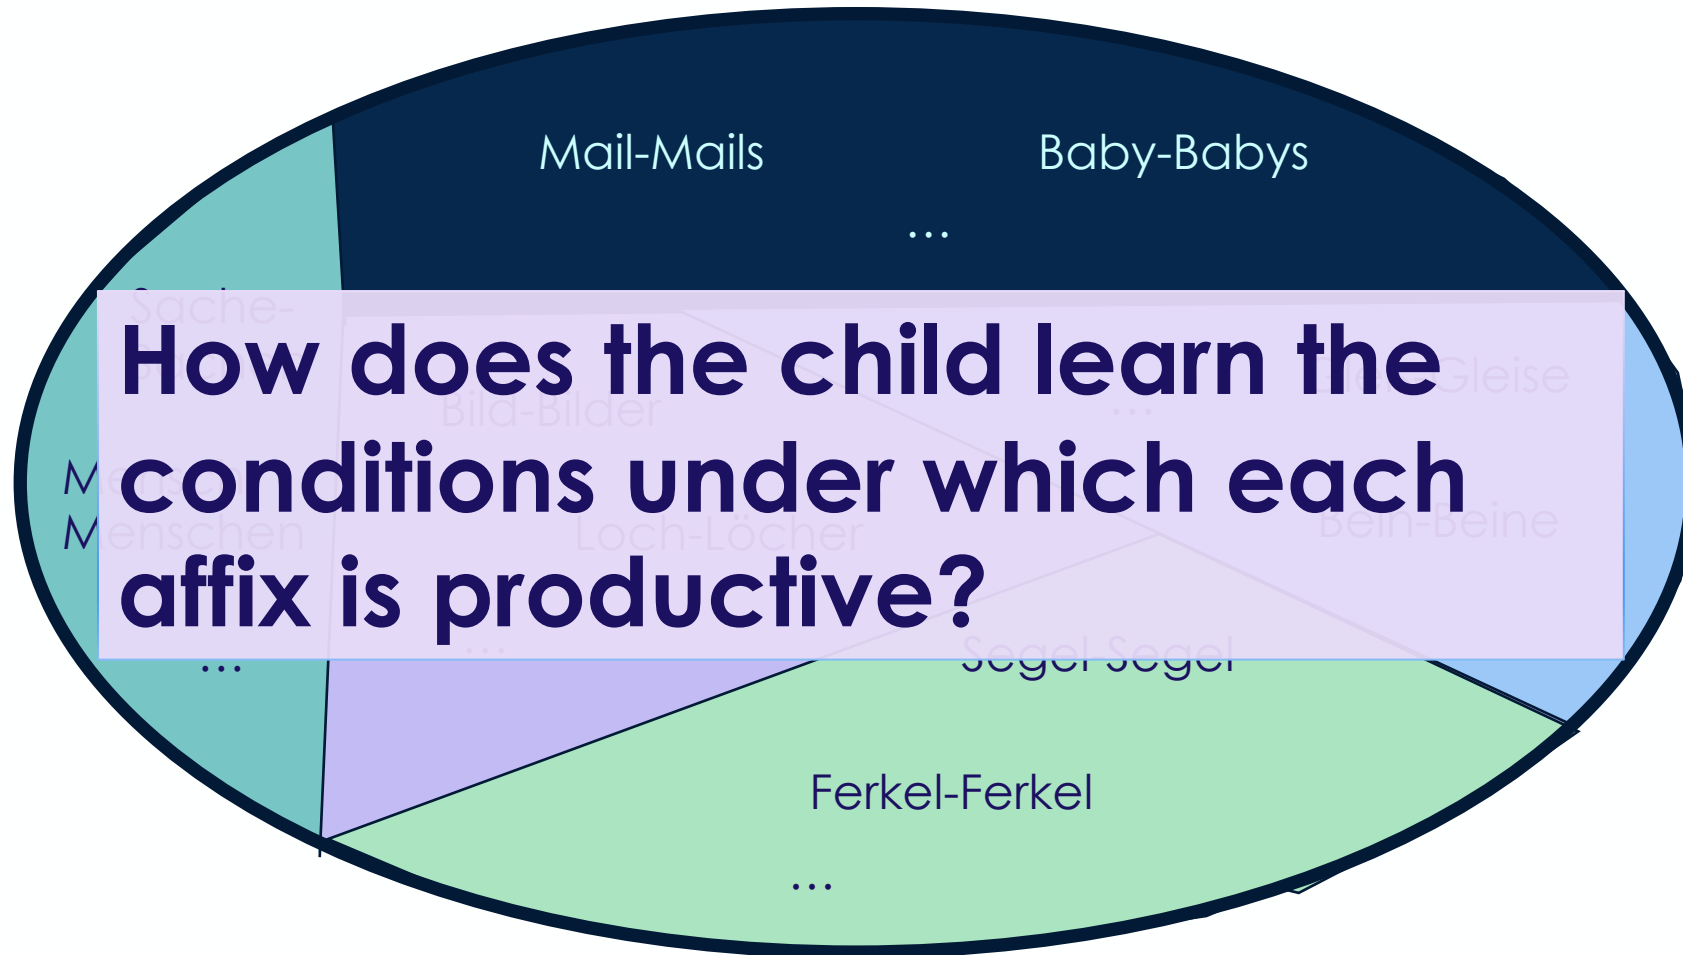 Mail-Mails
Baby-Babys
...
Sache-
How does the child learn the
conditions under which each
affix is productive?
Gleise
Bild-Bilder
...
Menschen
Loch-Löcher
Bein-Beine
...
...
Segel-Segel
Ferkel-Ferkel
...